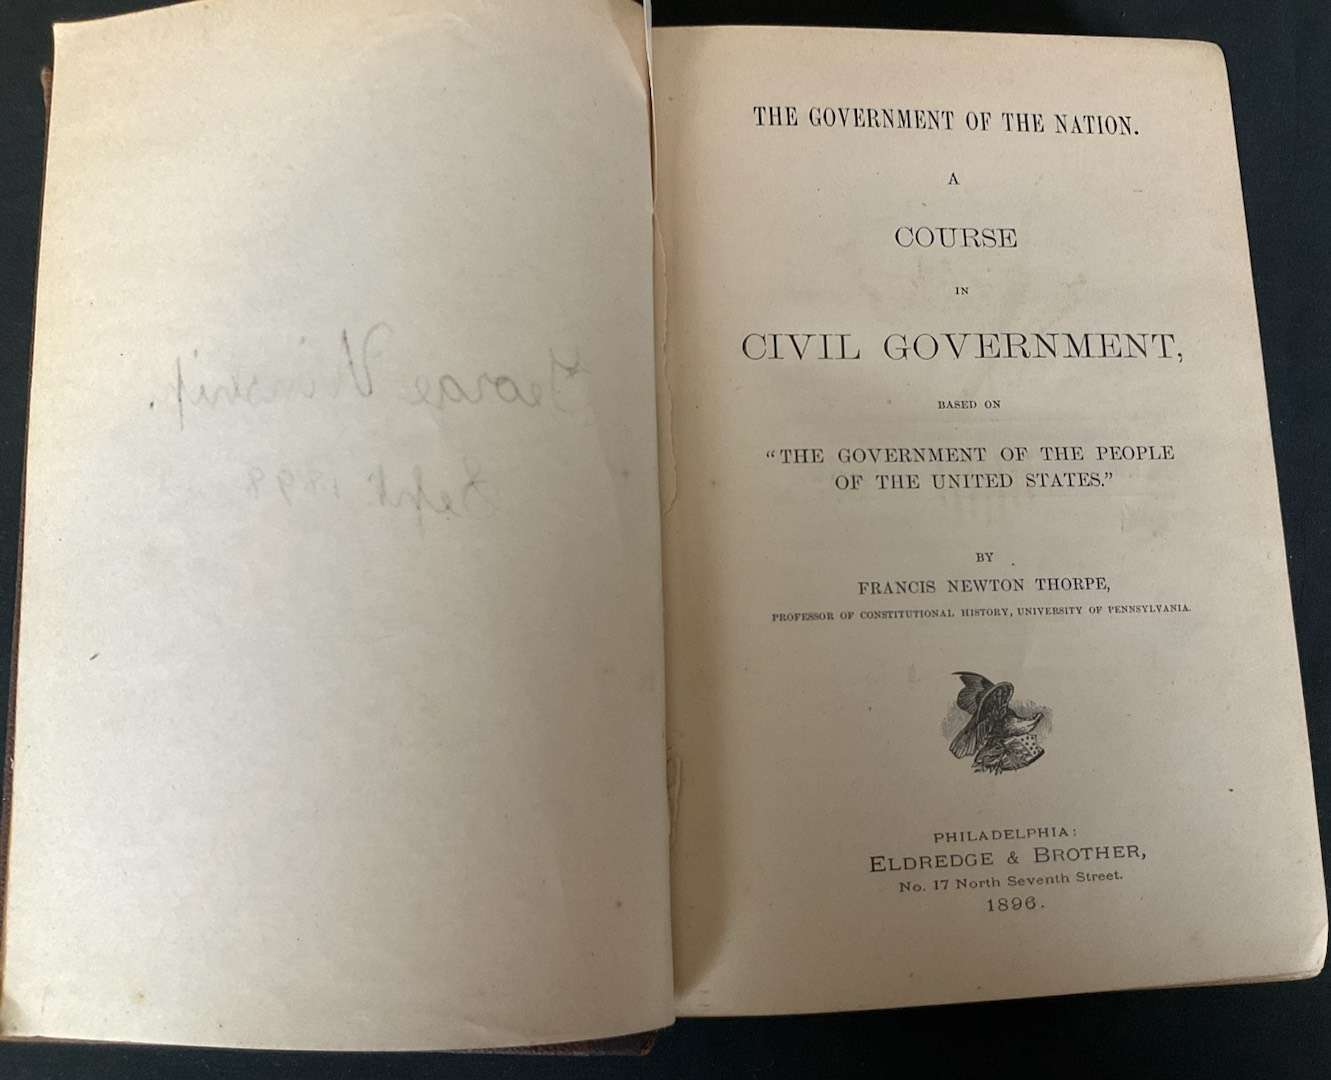 George Winship.
Sept 1898
THE GOVERNMENT OF THE NATION.
A
COURSE
IN
CIVIL GOVERNMENT,
BASED ON
"THE GOVERNMENT OF THE PEOPLE
OF THE UNITED STATES."
BY
FRANCIS NEWTON THORPE,
PROFESSOR OF CONSTITUTIONAL HISTORY, UNIVERSITY OF PENNSYLVANIA.
PHILADELPHIA:
ELDREDGE & BROTHER,
No. 17 North Seventh Street.
1896.